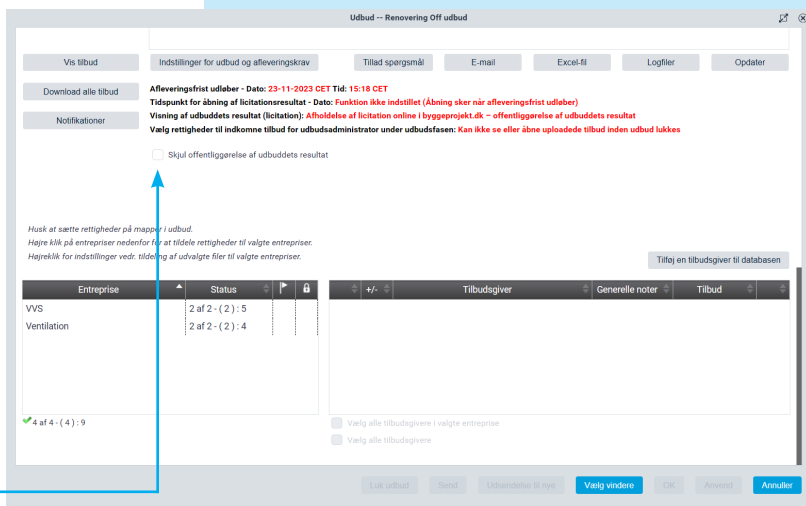 Udbud -- Renovering Off udbud
Vis tilbud
Indstillinger for udbud og afleveringskrav
Tillad spørgsmål
E-mail
Excel-fil
Logfiler
Opdater
Download alle tilbud
Notifikationer
Afleveringsfrist udløber - Dato: 23-11-2023 CET Tid: 15:18 CET
Tidspunkt for åbning af licitationsresultat - Dato: Funktion ikke indstillet (Åbning sker når afleveringsfrist udløber)
Visning af udbuddets resultat (licitation): Afholdelse af licitation online i byggeprojekt.dk – offentliggørelse af udbuddets resultat
Vælg rettigheder til indkomne tilbud for udbudsadministrator under udbudsfasen: Kan ikke se eller åbne uploadede tilbud inden udbud lukkes
Skjul offentliggørelse af udbuddets resultat
Husk at sætte rettigheder på mapper i udbud.
Højre klik på entrepriser nedenfor for at tildele rettigheder til valgte entrepriser.
Højreklik for indstillinger vedr. tildeling af udvalgte filer til valgte entrepriser.
Tilføj en tilbudsgiver til databasen
Entreprise Status
VVS 2 af 2 - ( 2 ) : 5
Ventilation 2 af 2 - ( 2 ) : 4
4 af 4 - ( 4 ) : 9
+/- Tilbudsgiver Generelle noter Tilbud
Vælg alle tilbudsgivere i valgte entreprise
Vælg alle tilbudsgivere
Luk udbud
Send
Udsendelse til nye
Vælg vindere
OK
Anvend
Annuller